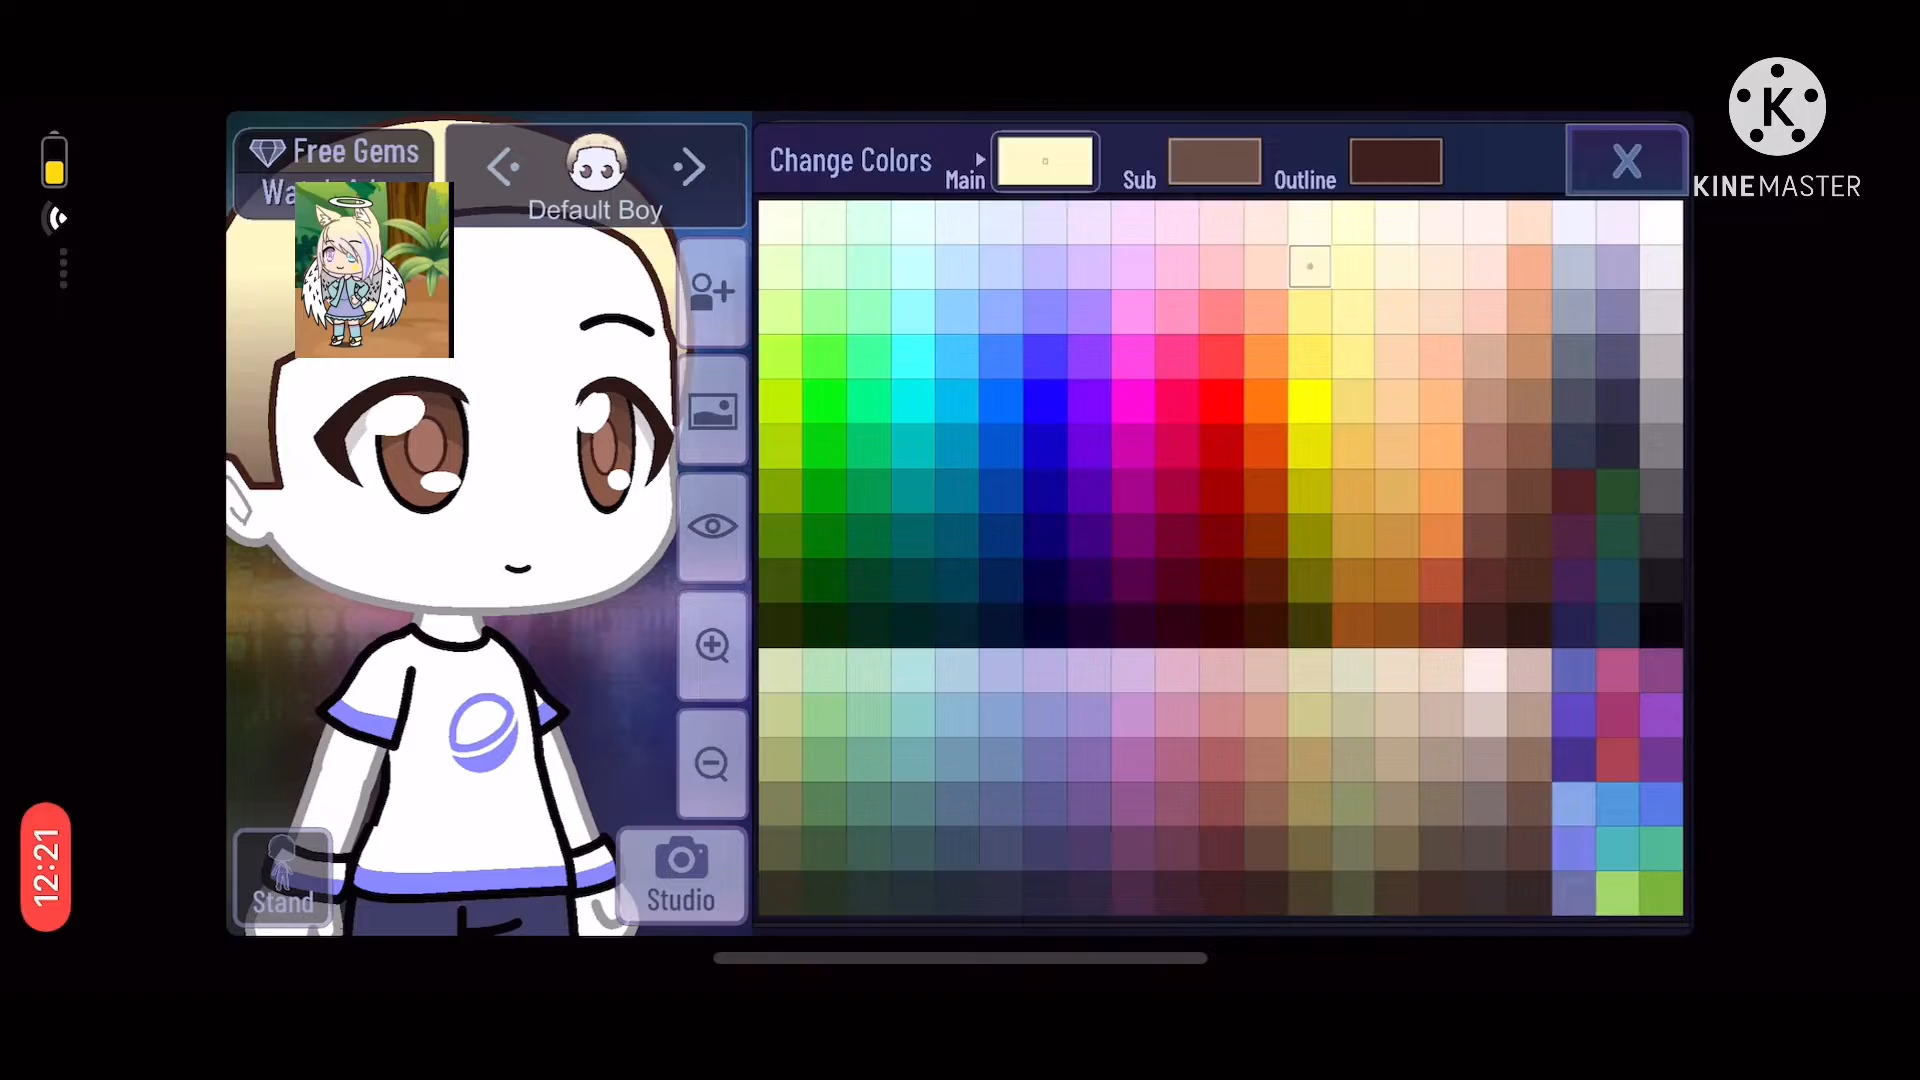 Free Gems
Default Boy
Change Colors
Main
Sub
Outline
X
KINEMASTER
K
12:21
Stand
Studio